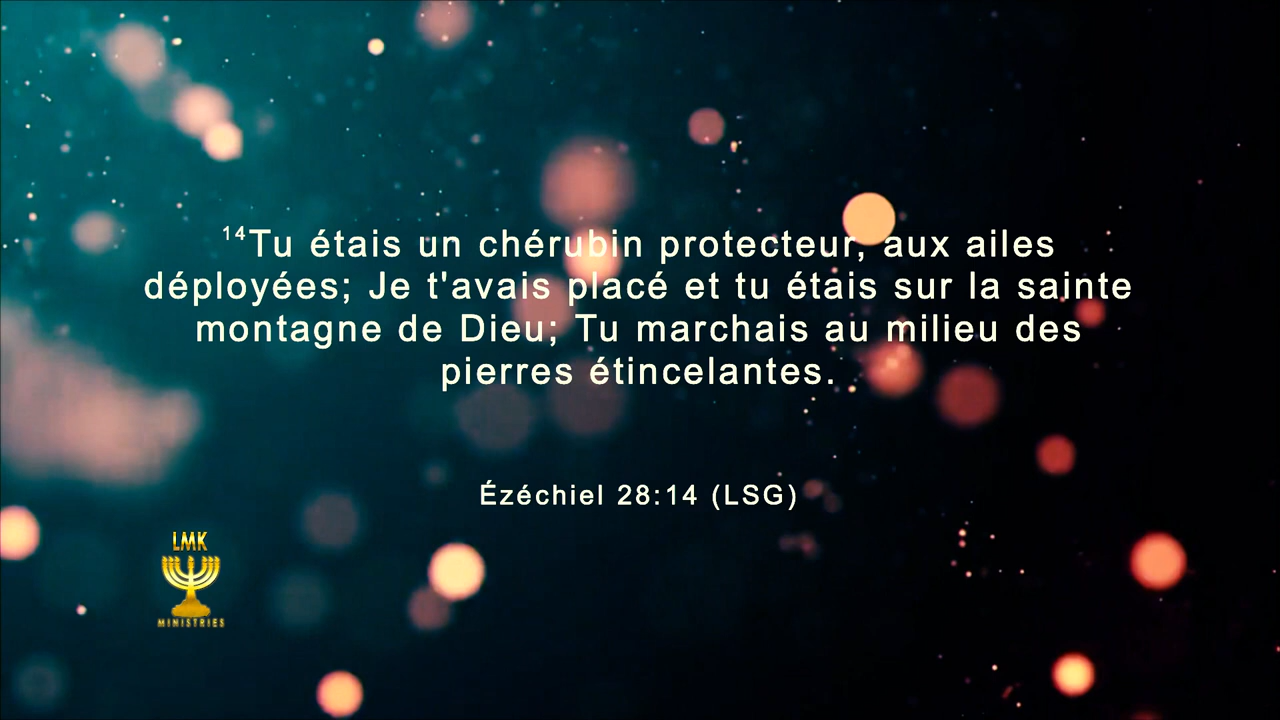 ¹⁴Tu étais un chérubin protecteur, aux ailes
déployées; Je t'avais placé et tu étais sur la sainte
montagne de Dieu; Tu marchais au milieu des
pierres étincelantes.
Ézéchiel 28:14 (LSG)
LMK
MINISTRIES